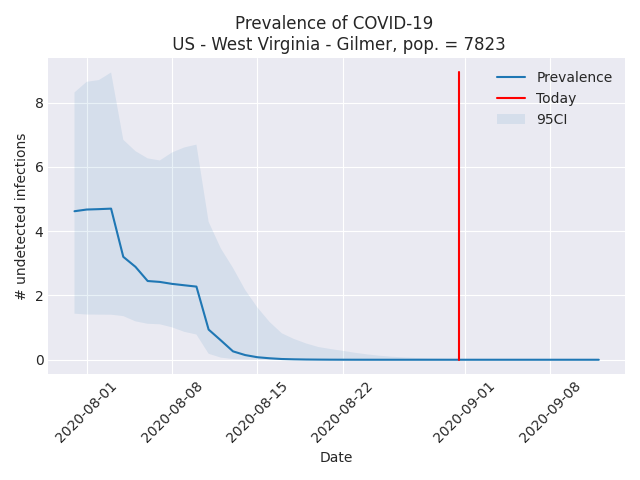 Prevalence of COVID-19
US - West Virginia - Gilmer, pop. = 7823
Prevalence
Today
95CI
# undetected infections
8
6
4
2
0
2020-08-01
2020-08-08
2020-08-15
2020-08-22
2020-09-01
2020-09-08
Date